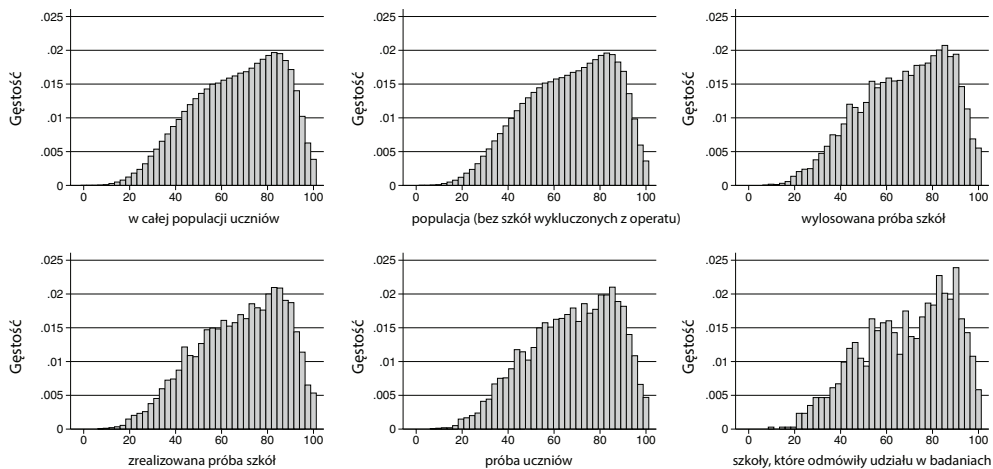 .025
.02
.015
.01
.005
0
Gęstość
0 20 40 60 80 100
w całej populacji uczniów
.025
.02
.015
.01
.005
0
Gęstość
0 20 40 60 80 100
populacja (bez szkół wykluczonych z operatu)
.025
.02
.015
.01
.005
0
Gęstość
0 20 40 60 80 100
wylosowana próba szkół
.025
.02
.015
.01
.005
0
Gęstość
0 20 40 60 80 100
zrealizowana próba szkół
.025
.02
.015
.01
.005
0
Gęstość
0 20 40 60 80 100
próba uczniów
.025
.02
.015
.01
.005
0
Gęstość
0 20 40 60 80 100
szkoły, które odmówiły udziału w badaniach